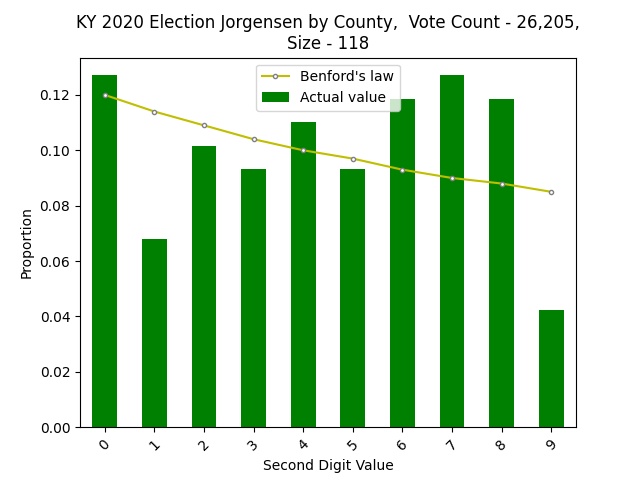 KY 2020 Election Jorgensen by County,  Vote Count - 26,205,
Size - 118
Benford's law
Actual value
Proportion
0.12
0.10
0.08
0.06
0.04
0.02
0.00
0 1 2 3 4 5 6 7 8 9
Second Digit Value